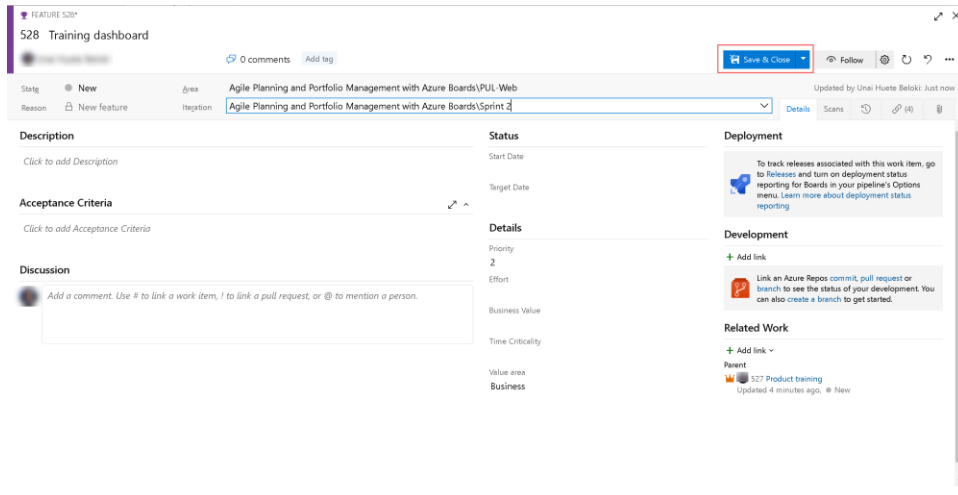 FEATURE 528*
528 Training dashboard
0 comments Add tag
Save & Close
Follow
State New
Area Agile Planning and Portfolio Management with Azure Boards\PUL-Web
Updated by Unai Huete Beloki: Just now
Reason New feature
Iteration Agile Planning and Portfolio Management with Azure Boards\Sprint 2
Details Scans (4)
Description
Click to add Description
Acceptance Criteria
Click to add Acceptance Criteria
Discussion
Add a comment. Use # to link a work item, ! to link a pull request, or @ to mention a person.
Status
Start Date
Target Date
Details
Priority
2
Effort
Business Value
Time Criticality
Value area
Business
Deployment
To track releases associated with this work item, go
to Releases and turn on deployment status
reporting for Boards in your pipeline's Options
menu. Learn more about deployment status
reporting
Development
+ Add link
Link an Azure Repos commit, pull request or
branch to see the status of your development. You
can also create a branch to get started.
Related Work
+ Add link
Parent
527 Product training
Updated 4 minutes ago, New